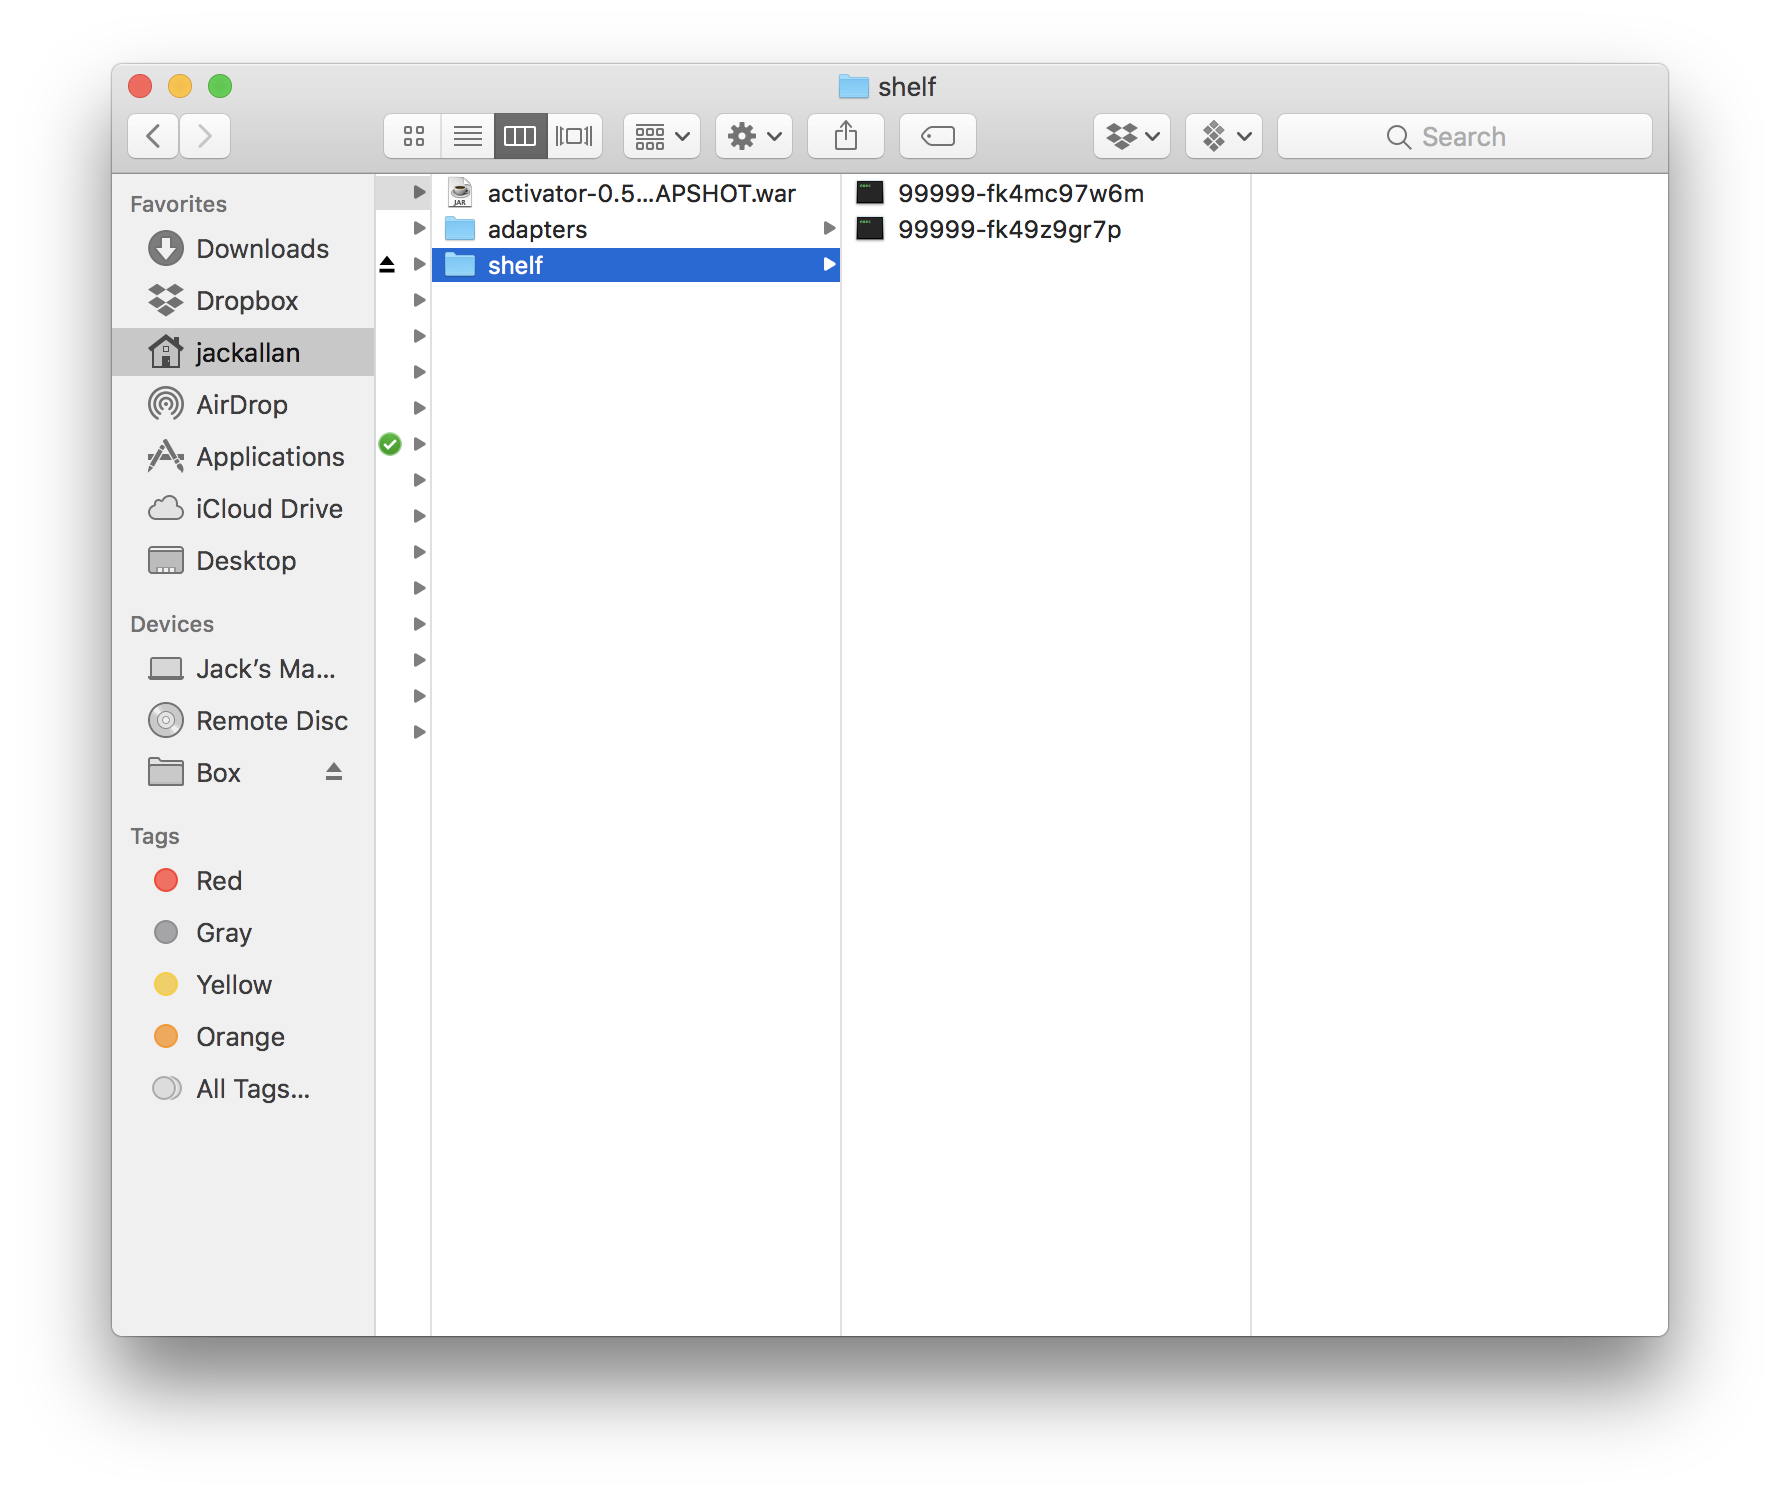 shelf
Search
Favorites
Downloads
Dropbox
jackallan
AirDrop
Applications
iCloud Drive
Desktop
Devices
Jack’s Ma...
Remote Disc
Box
Tags
Red
Gray
Yellow
Orange
All Tags...
activator-0.5...APSHOT.war
adapters
shelf
99999-fk4mc97w6m
99999-fk49z9gr7p
JAR